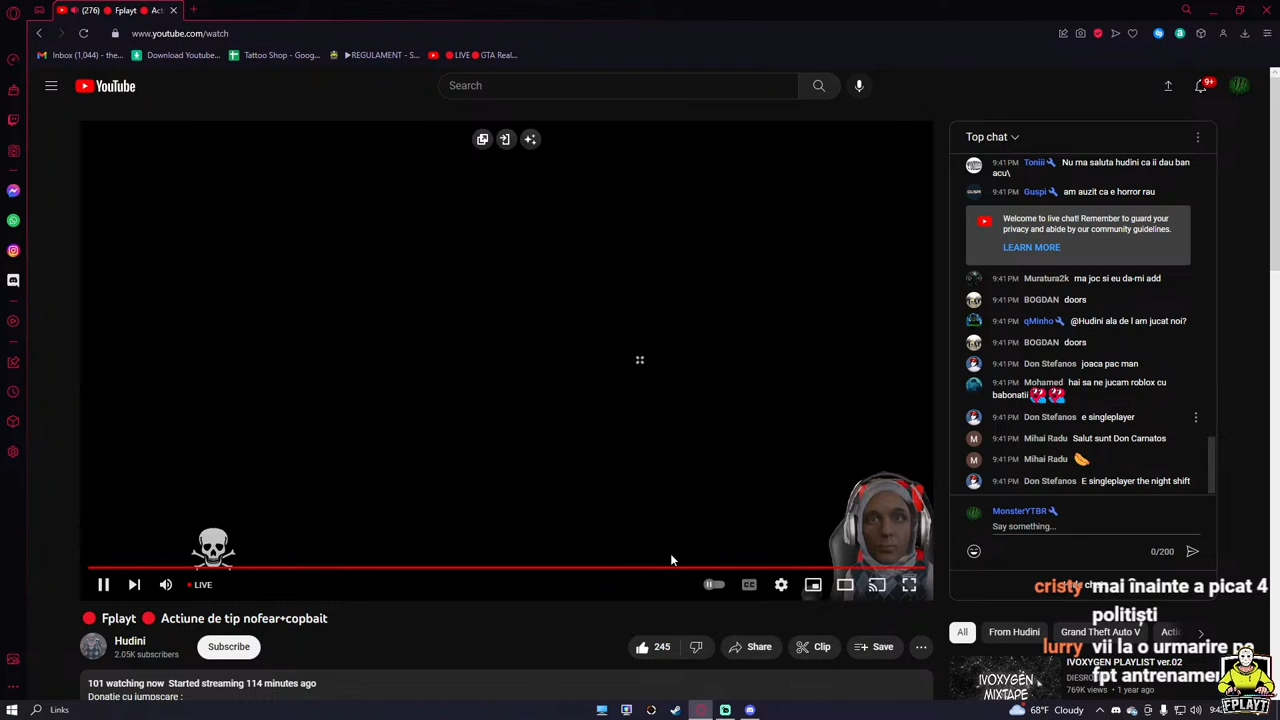 (276) Fplayt Act
www.youtube.com/watch
Inbox (1,044) - the...
Download Youtube...
Tattoo Shop - Goog...
►REGULAMENT - S...
LIVE GTA Real...
YouTube
Search
9+
Top chat
9:41 PM Toniii Nu ma saluta hudini ca ii dau ban
acu\
9:41 PM Guspi am auzit ca e horror rau
Welcome to live chat! Remember to guard your
privacy and abide by our community guidelines.
LEARN MORE
9:41 PM Muratura2k ma joc si eu da-mi add
9:41 PM BOGDAN doors
9:41 PM qMinho @Hudini ala de l am jucat noi?
9:41 PM BOGDAN doors
9:41 PM Don Stefanos joaca pac man
9:41 PM Mohamed hai sa ne jucam roblox cu
babonatii
9:41 PM Don Stefanos e singleplayer
9:41 PM Mihai Radu Salut sunt Don Carnatos
9:41 PM Mihai Radu
9:41 PM Don Stefanos E singleplayer the night shift
MonsterYTBR
Say something...
0/200
LIVE
cristy mai înainte a picat 4
polițiști
lurry vii la o urmarire pe
fpt antrenament
Fplayt Actiune de tip nofear+copbait
Hudini
2.05K subscribers
Subscribe
245
Share
Clip
Save
All
From Hudini
Grand Theft Auto V
101 watching now Started streaming 114 minutes ago
Donatie cu jumpscare :
IVOXYGEN
MIXTAPE
IVOXYGEN PLAYLIST ver.02
769K views • 1 year ago
FPLAYT
Links
68°F Cloudy